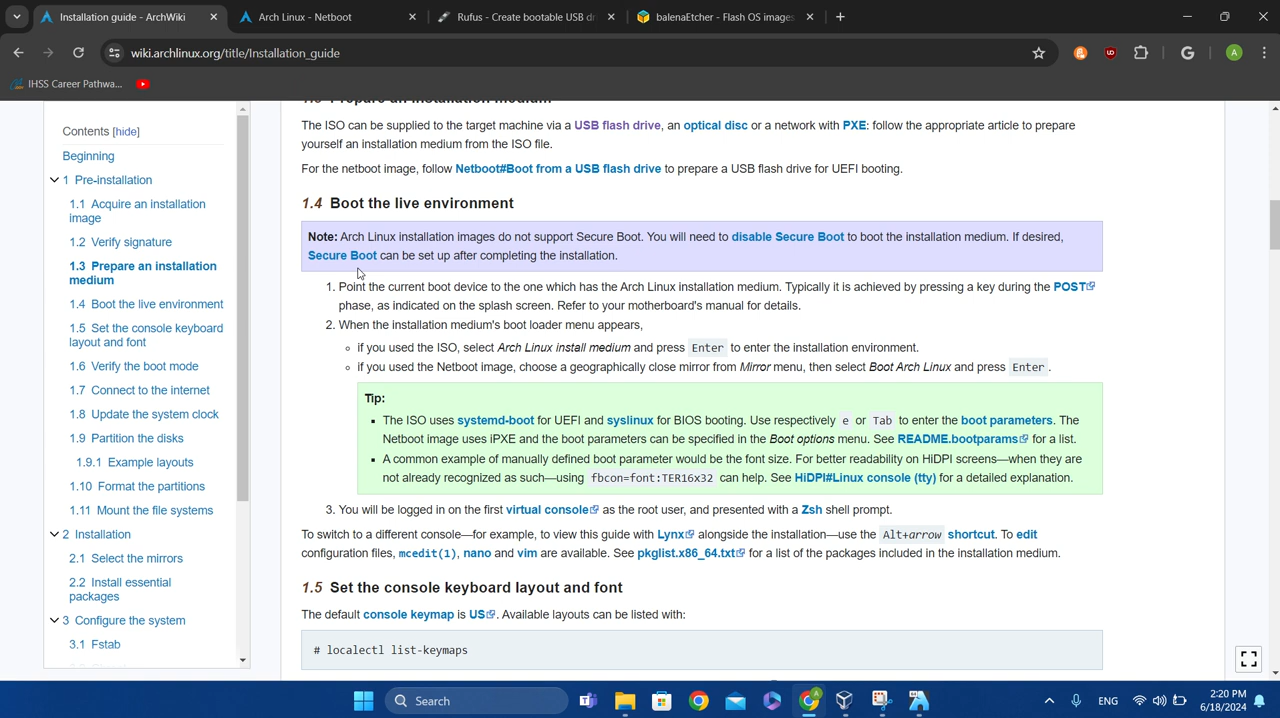 Installation guide - ArchWiki
Arch Linux - Netboot
Rufus - Create bootable USB dri
balenaEtcher - Flash OS images
wiki.archlinux.org/title/Installation_guide
A
IHSS Career Pathwa...
Contents [hide]
Beginning
1 Pre-installation
1.1 Acquire an installation
image
1.2 Verify signature
1.3 Prepare an installation
medium
1.4 Boot the live environment
1.5 Set the console keyboard
layout and font
1.6 Verify the boot mode
1.7 Connect to the internet
1.8 Update the system clock
1.9 Partition the disks
1.9.1 Example layouts
1.10 Format the partitions
1.11 Mount the file systems
2 Installation
2.1 Select the mirrors
2.2 Install essential
packages
3 Configure the system
3.1 Fstab
1.3 Prepare an installation medium
The ISO can be supplied to the target machine via a USB flash drive, an optical disc or a network with PXE: follow the appropriate article to prepare
yourself an installation medium from the ISO file.
For the netboot image, follow Netboot#Boot from a USB flash drive to prepare a USB flash drive for UEFI booting.
1.4 Boot the live environment
Note: Arch Linux installation images do not support Secure Boot. You will need to disable Secure Boot to boot the installation medium. If desired,
Secure Boot can be set up after completing the installation.
1. Point the current boot device to the one which has the Arch Linux installation medium. Typically it is achieved by pressing a key during the POST
phase, as indicated on the splash screen. Refer to your motherboard's manual for details.
2. When the installation medium's boot loader menu appears,
◦ if you used the ISO, select Arch Linux install medium and press Enter to enter the installation environment.
◦ if you used the Netboot image, choose a geographically close mirror from Mirror menu, then select Boot Arch Linux and press Enter.
Tip:
▪ The ISO uses systemd-boot for UEFI and syslinux for BIOS booting. Use respectively e or Tab to enter the boot parameters. The
Netboot image uses iPXE and the boot parameters can be specified in the Boot options menu. See README.bootparams for a list.
▪ A common example of manually defined boot parameter would be the font size. For better readability on HiDPI screens—when they are
not already recognized as such—using fbcon=font:TER16x32 can help. See HiDPI#Linux console (tty) for a detailed explanation.
3. You will be logged in on the first virtual console as the root user, and presented with a Zsh shell prompt.
To switch to a different console—for example, to view this guide with Lynx alongside the installation—use the Alt+arrow shortcut. To edit
configuration files, mcedit(1), nano and vim are available. See pkglist.x86_64.txt for a list of the packages included in the installation medium.
1.5 Set the console keyboard layout and font
The default console keymap is US. Available layouts can be listed with:
# localectl list-keymaps
Search
ENG
2:20 PM
6/18/2024